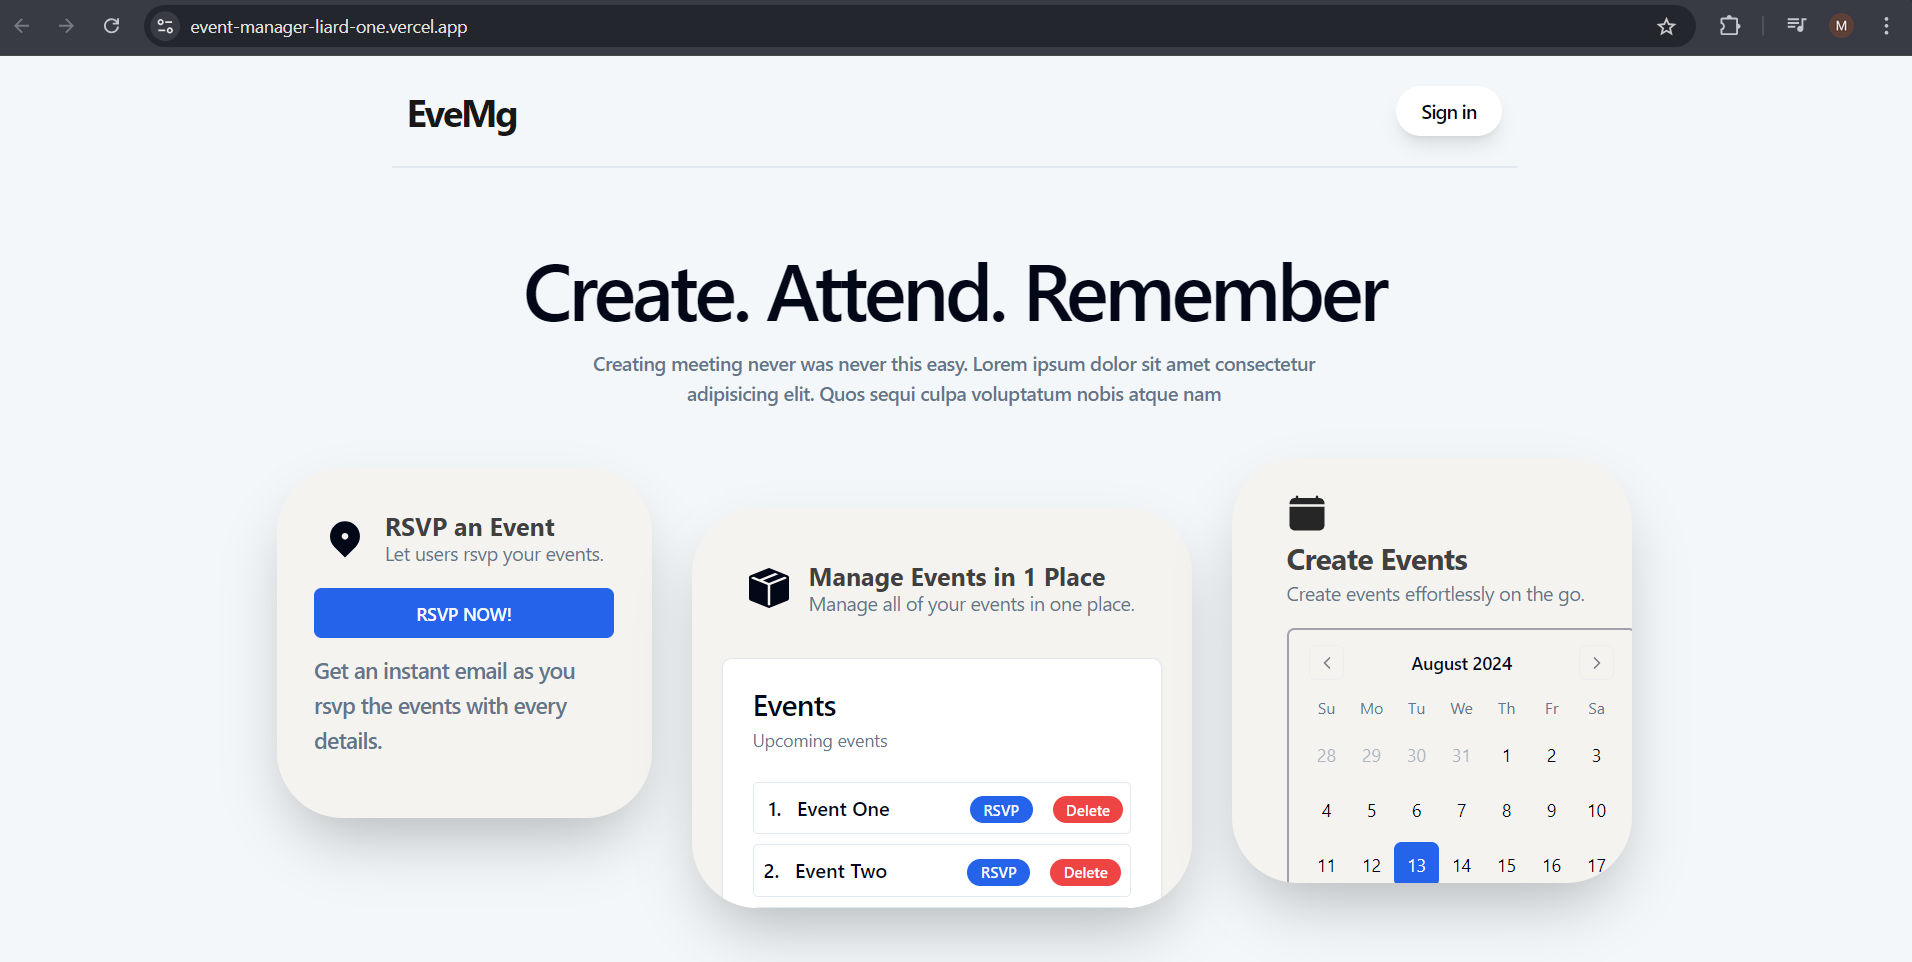 event-manager-liard-one.vercel.app
M
EveMg
Sign in
Create. Attend. Remember
Creating meeting never was never this easy. Lorem ipsum dolor sit amet consectetur
adipisicing elit. Quos sequi culpa voluptatum nobis atque nam
RSVP an Event
Let users rsvp your events.
RSVP NOW!
Get an instant email as you
rsvp the events with every
details.
Manage Events in 1 Place
Manage all of your events in one place.
Events
Upcoming events
1. Event One RSVP Delete
2. Event Two RSVP Delete
Create Events
Create events effortlessly on the go.
August 2024
Su Mo Tu We Th Fr Sa
28 29 30 31 1 2 3
4 5 6 7 8 9 10
11 12 13 14 15 16 17